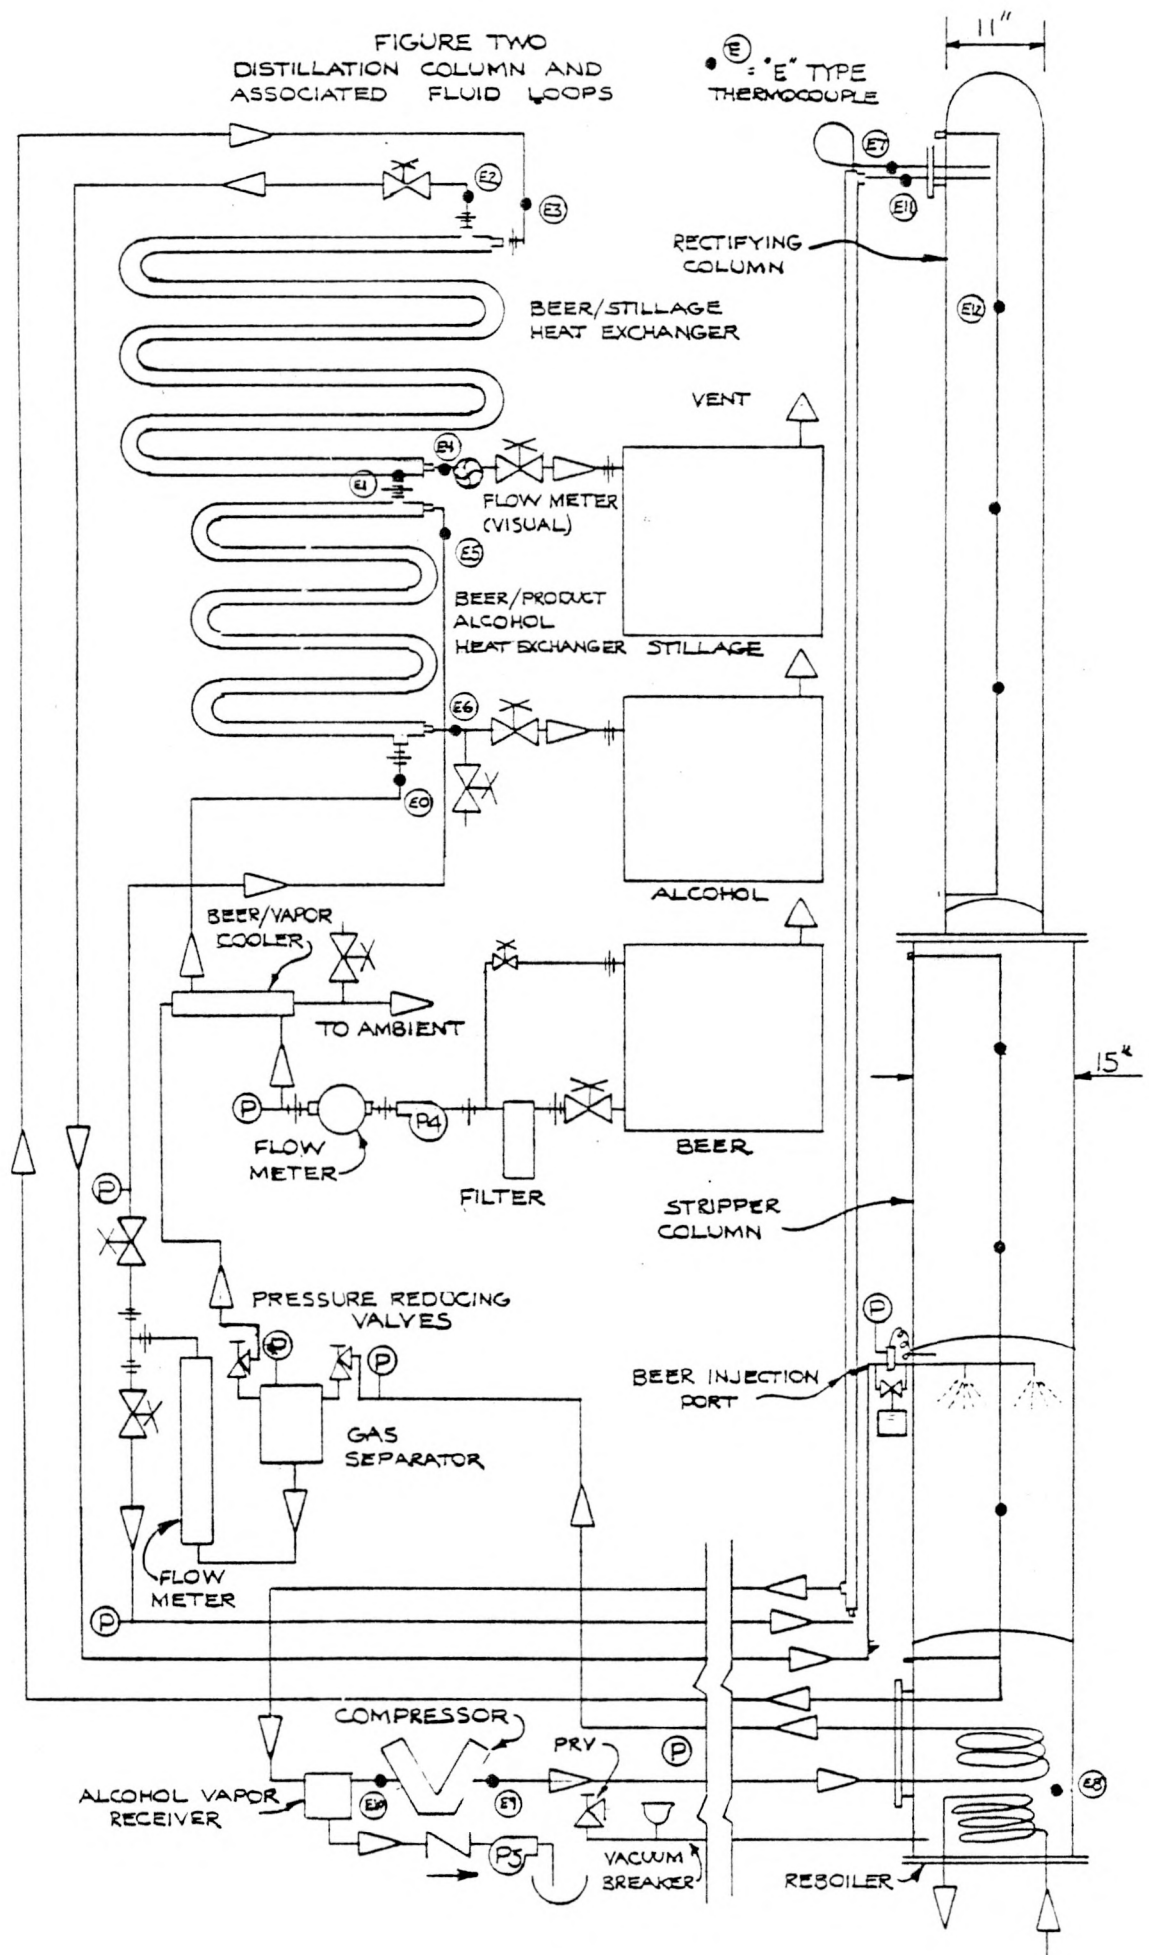 FIGURE TWO
DISTILLATION COLUMN AND
ASSOCIATED FLUID LOOPS
E
= "E" TYPE
THERMOCOUPLE
11"
E7
E11
E2
E3
RECTIFYING
COLUMN
BEER/STILLAGE
HEAT EXCHANGER
E12
VENT
E4
E1
FLOW METER
(VISUAL)
E5
BEER/PRODUCT
ALCOHOL
HEAT EXCHANGER
STILLAGE
E6
E0
ALCOHOL
BEER/VAPOR
COOLER
TO AMBIENT
15"
P
P4
BEER
FLOW
METER
FILTER
P
STRIPPER
COLUMN
PRESSURE REDUCING
VALVES
P
P
P
BEER INJECTION
PORT
GAS
SEPARATOR
FLOW
METER
P
COMPRESSOR
PRV
P
ALCOHOL VAPOR
RECEIVER
E10
E9
E8
P5
VACUUM
BREAKER
REBOILER